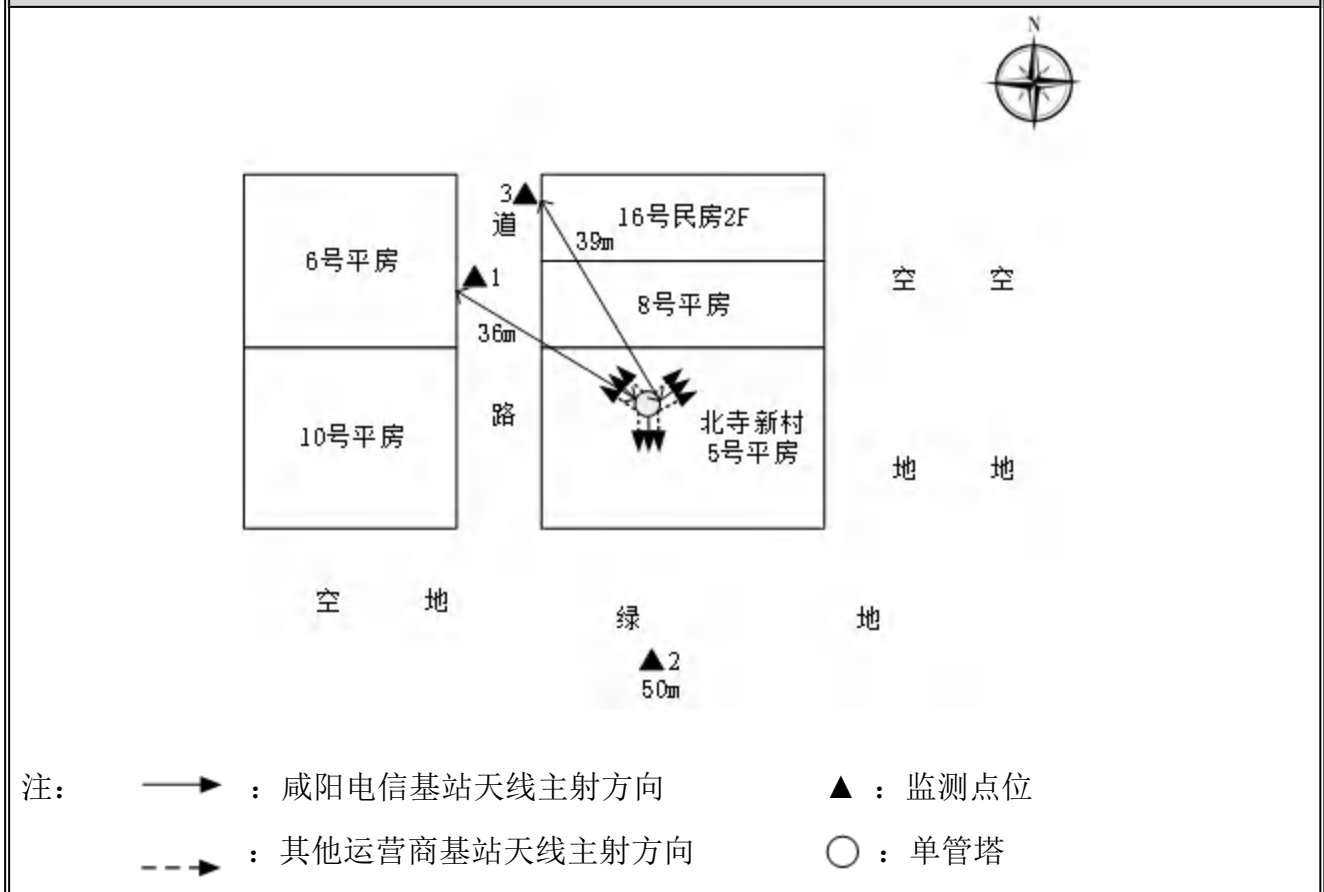 N
3▲
道
16号民房2F
39m
6号平房
▲1
空 空
8号平房
36m
路
北寺新村
5号平房
10号平房
地 地
空 地
绿 地
▲2
50m
注： ：咸阳电信基站天线主射方向 ▲ ：监测点位
：其他运营商基站天线主射方向 ○ ：单管塔